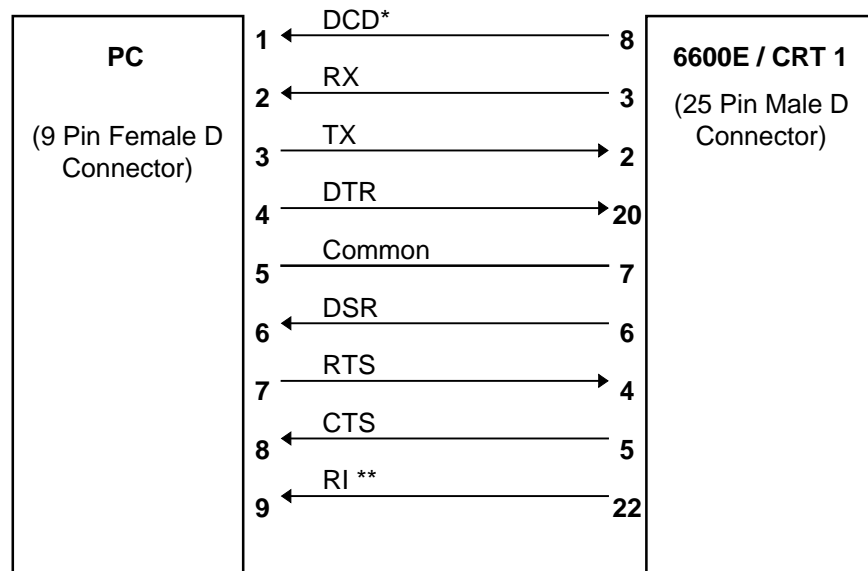 PC
(9 Pin Female D
Connector)
6600E / CRT 1
(25 Pin Male D
Connector)
1 DCD* 8
2 RX 3
3 TX 2
4 DTR 20
5 Common 7
6 DSR 6
7 RTS 4
8 CTS 5
9 RI ** 22